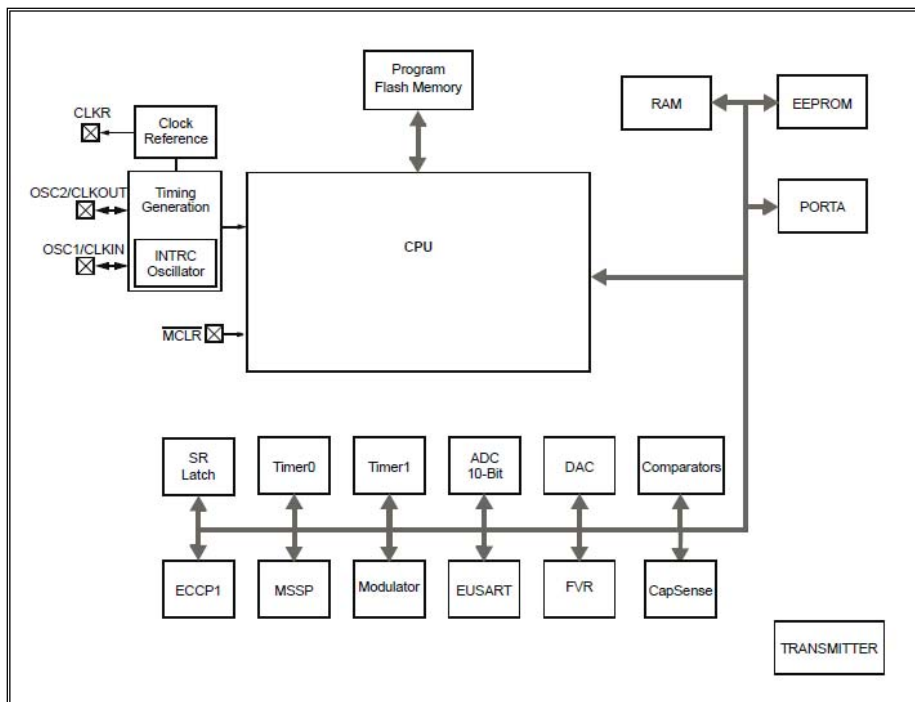 Program
Flash Memory
RAM
EEPROM
CLKR
Clock
Reference
OSC2/CLKOUT
Timing
Generation
PORTA
CPU
OSC1/CLKIN
INTRC
Oscillator
MCLR
SR
Latch
Timer0
Timer1
ADC
10-Bit
DAC
Comparators
ECCP1
MSSP
Modulator
EUSART
FVR
CapSense
TRANSMITTER